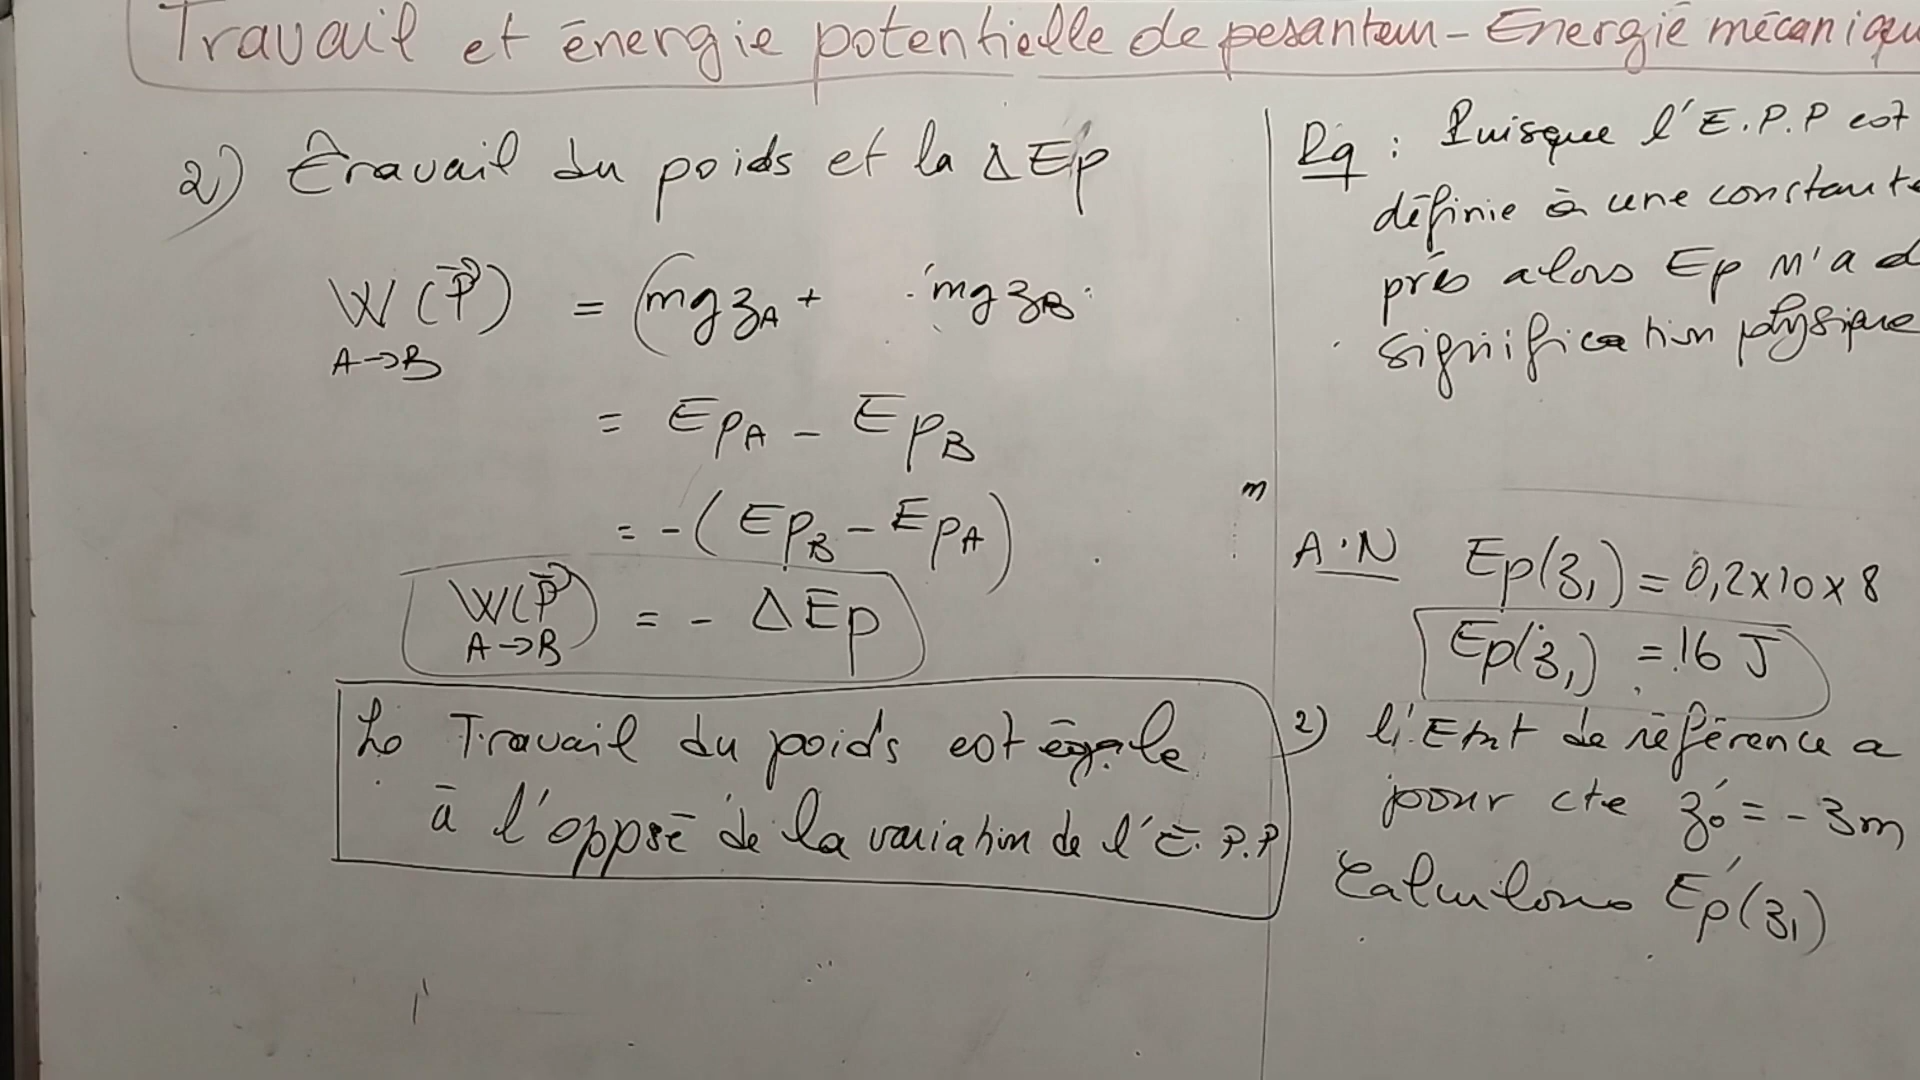 Travail et énergie potentielle de pesanteur - Energie mécaniqu
2) Travail du poids et la ΔEp
W(P⃗) = (mgzA + mgzB
A→B
= EpA - EpB
= -(EpB - EpA)
W(P⃗) = - ΔEp
A→B
Le Travail du poids est égale
à l'oppsé de la variation de l'E.P.P
Rq : Puisque l'E.P.P est
définie à une constante
près alors Ep n'a d
signification physique
m
A.N Ep(z₁) = 0,2x10x8
Ep(z₁) = 16 J
2) l'Etat de référence a
pour cte z'₀ = -3m
Calculons Ep'(z₁)